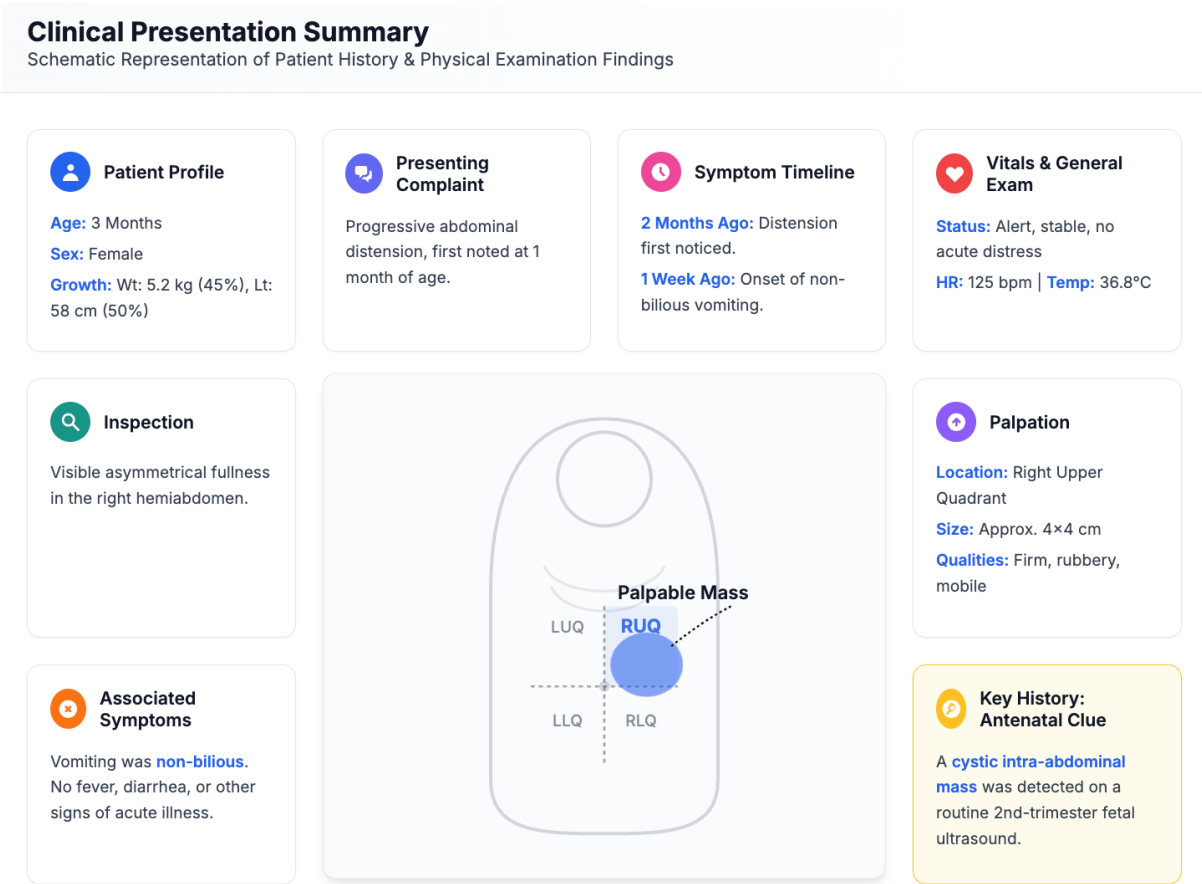 Clinical Presentation Summary
Schematic Representation of Patient History & Physical Examination Findings
Patient Profile
Age: 3 Months
Sex: Female
Growth: Wt: 5.2 kg (45%), Lt:
58 cm (50%)
Presenting
Complaint
Progressive abdominal
distension, first noted at 1
month of age.
Symptom Timeline
2 Months Ago: Distension
first noticed.
1 Week Ago: Onset of non-
bilious vomiting.
Vitals & General
Exam
Status: Alert, stable, no
acute distress
HR: 125 bpm | Temp: 36.8°C
Inspection
Visible asymmetrical fullness
in the right hemiabdomen.
Palpable Mass
LUQ
RUQ
LLQ
RLQ
Palpation
Location: Right Upper
Quadrant
Size: Approx. 4×4 cm
Qualities: Firm, rubbery,
mobile
Associated
Symptoms
Vomiting was non-bilious.
No fever, diarrhea, or other
signs of acute illness.
Key History:
Antenatal Clue
A cystic intra-abdominal
mass was detected on a
routine 2nd-trimester fetal
ultrasound.